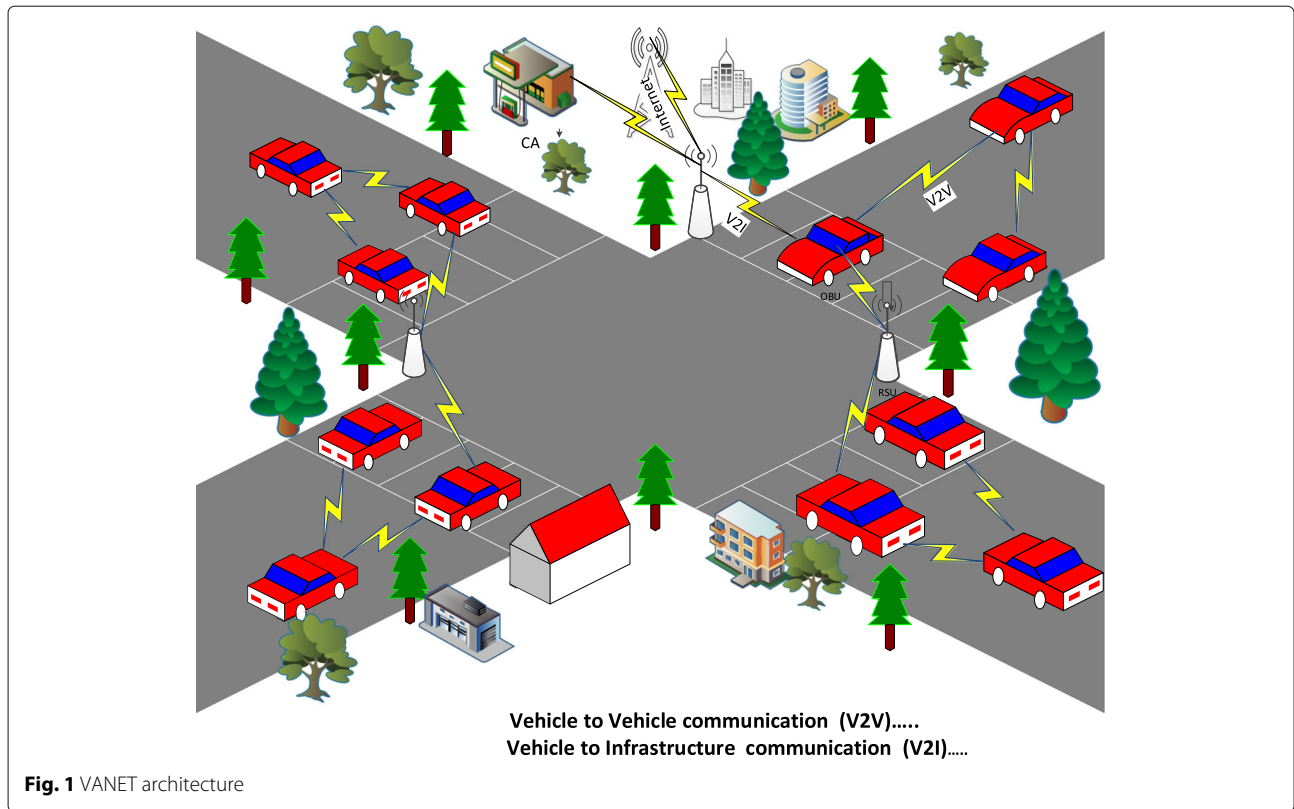 Internet
CA
V2V
V2I
OBU
RSU
Vehicle to Vehicle communication (V2V).....
Vehicle to Infrastructure communication (V2I).....
Fig. 1 VANET architecture